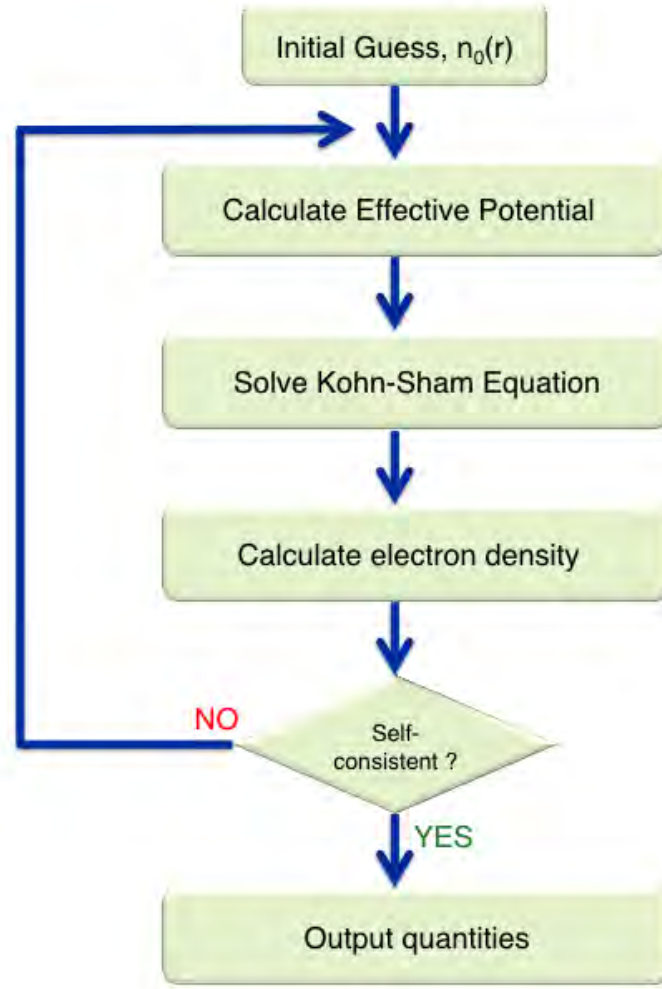 Initial Guess, n₀(r)
Calculate Effective Potential
Solve Kohn-Sham Equation
Calculate electron density
NO
Self-
consistent ?
YES
Output quantities